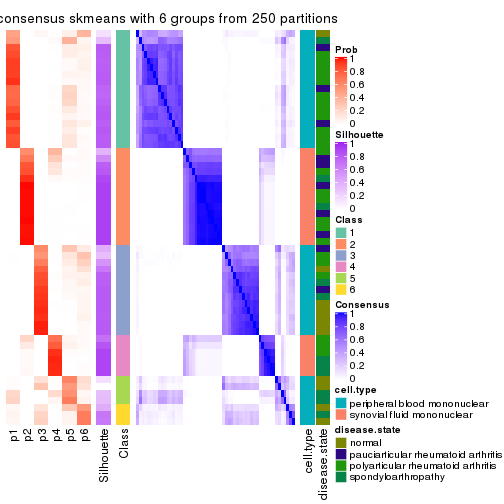 consensus skmeans with 6 groups from 250 partitions
Prob
1
0.8
0.6
0.4
0.2
0
Silhouette
1
0.8
0.6
0.4
0.2
0
Class
1
2
3
4
5
6
Consensus
1
0.8
0.6
0.4
0.2
0
cell.type
peripheral blood mononuclear
synovial fluid mononuclear
disease.state
normal
pauciarticular rheumatoid arthritis
polyarticular rheumatoid arthritis
spondyloarthropathy
p1
p2
p3
p4
p5
p6
Silhouette
Class
cell.type
disease.state